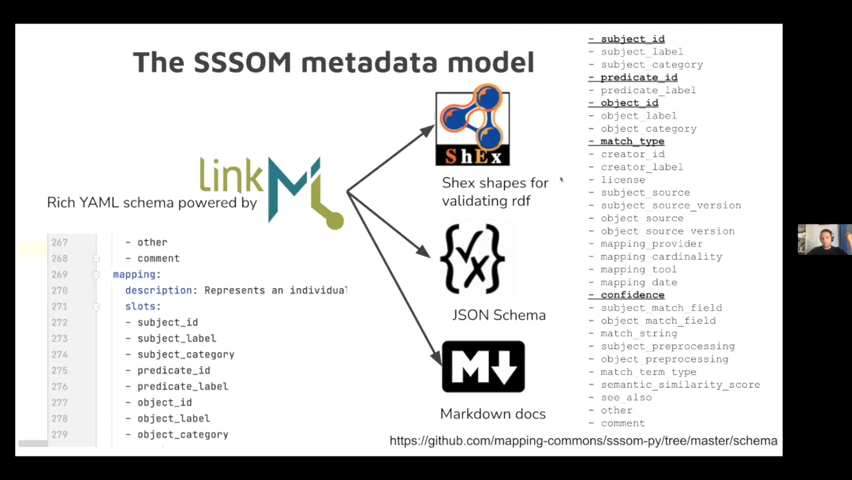 The SSSOM metadata model
Rich YAML schema powered by
linkML
267 - other
268 - comment
269 mapping:
270 description: Represents an individual
271 slots:
272 - subject_id
273 - subject_label
274 - subject_category
275 - predicate_id
276 - predicate_label
277 - object_id
278 - object_label
279 - object_category
ShEx
Shex shapes for
validating rdf
JSON Schema
M
Markdown docs
- subject_id
- subject_label
- subject_category
- predicate_id
- predicate_label
- object_id
- object_label
- object_category
- match_type
- creator_id
- creator_label
- license
- subject_source
- subject_source_version
- object_source
- object_source_version
- mapping_provider
- mapping_cardinality
- mapping_tool
- mapping_date
- confidence
- subject_match_field
- object_match_field
- match_string
- subject_preprocessing
- object_preprocessing
- match_term_type
- semantic_similarity_score
- see_also
- other
- comment
https://github.com/mapping-commons/sssom-py/tree/master/schema